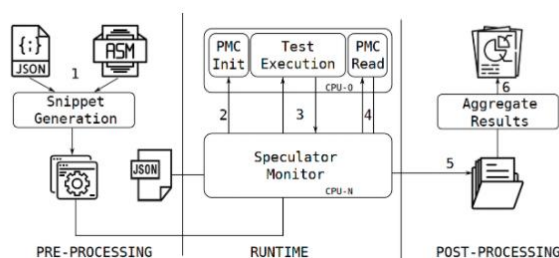 {;}
JSON
ASM
1
Snippet
Generation
PMC
Init
Test
Execution
PMC
Read
CPU-0
2
3
4
JSON
Speculator
Monitor
CPU-N
5
6
Aggregate
Results
PRE-PROCESSING
RUNTIME
POST-PROCESSING